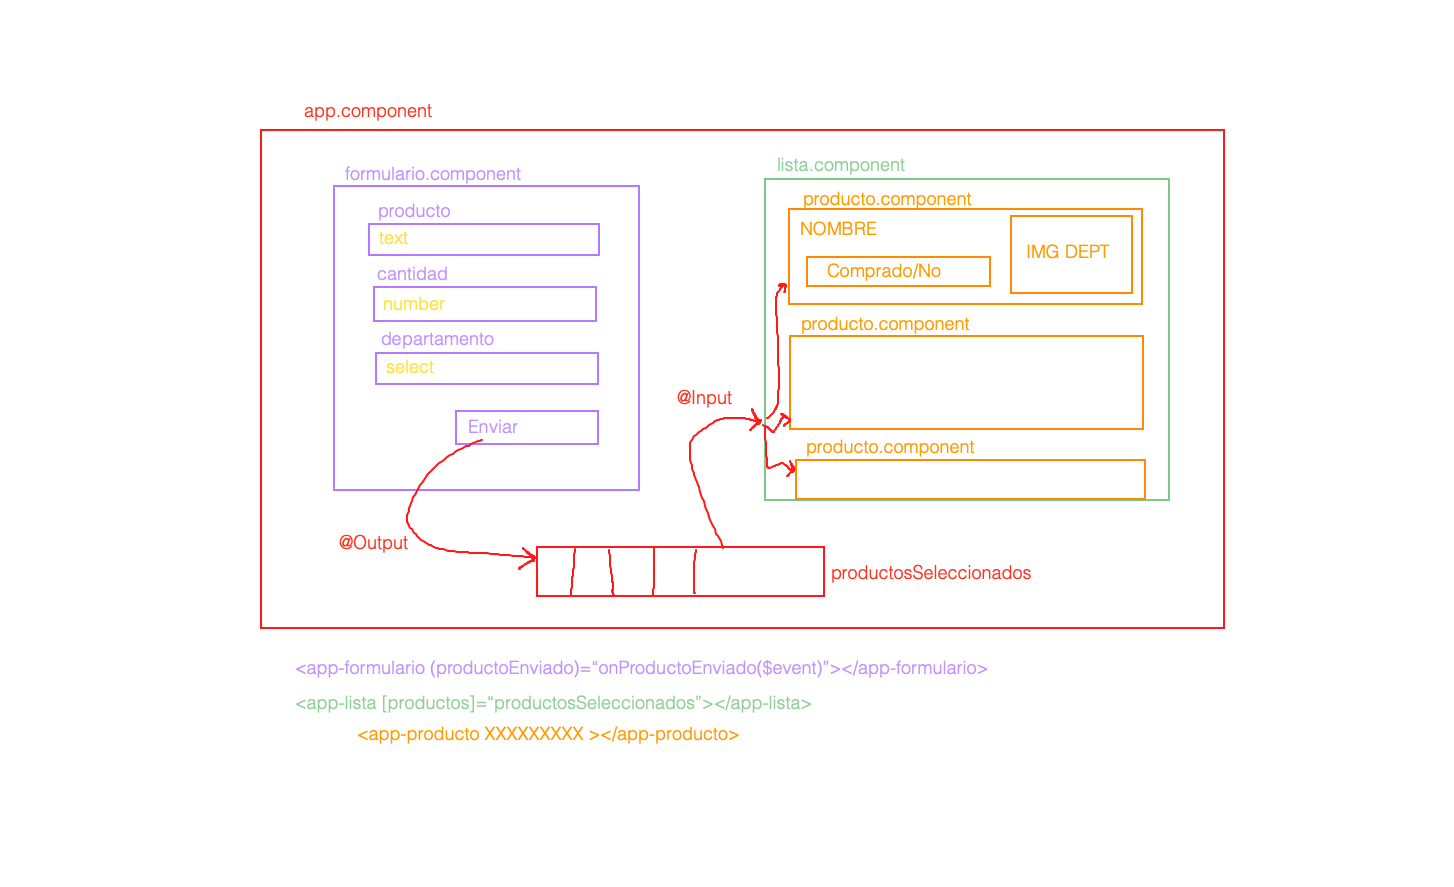 app.component
formulario.component
producto
text
cantidad
number
departamento
select
Enviar
@Output
@Input
lista.component
producto.component
NOMBRE
IMG DEPT
Comprado/No
producto.component
producto.component
productosSeleccionados
<app-formulario (productoEnviado)=“onProductoEnviado($event)”></app-formulario>
<app-lista [productos]=“productosSeleccionados”></app-lista>
<app-producto XXXXXXXXX ></app-producto>